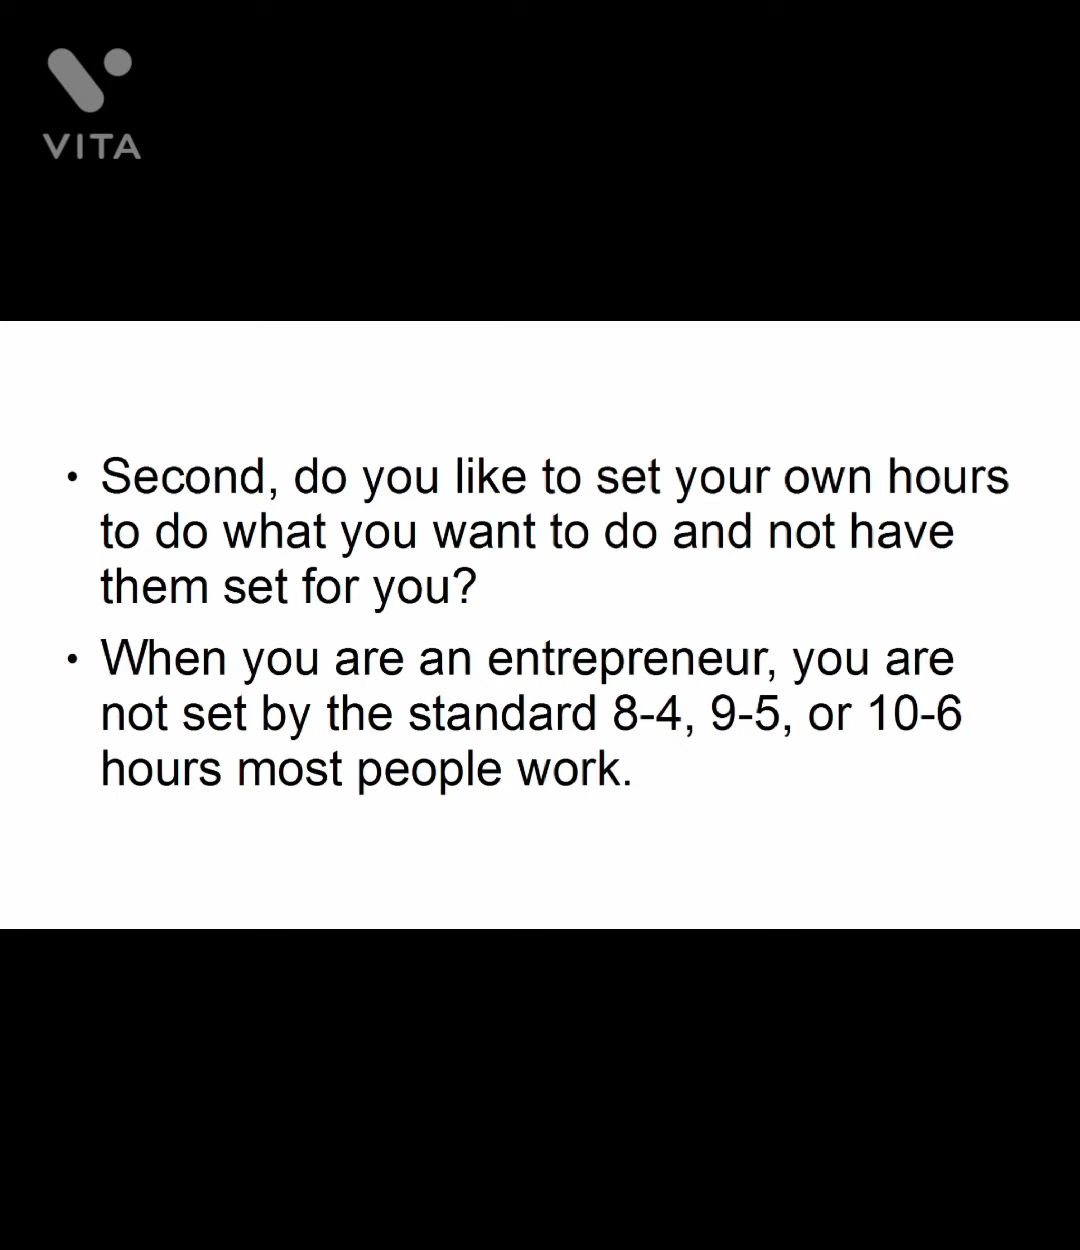 VITA
• Second, do you like to set your own hours
to do what you want to do and not have
them set for you?
• When you are an entrepreneur, you are
not set by the standard 8-4, 9-5, or 10-6
hours most people work.